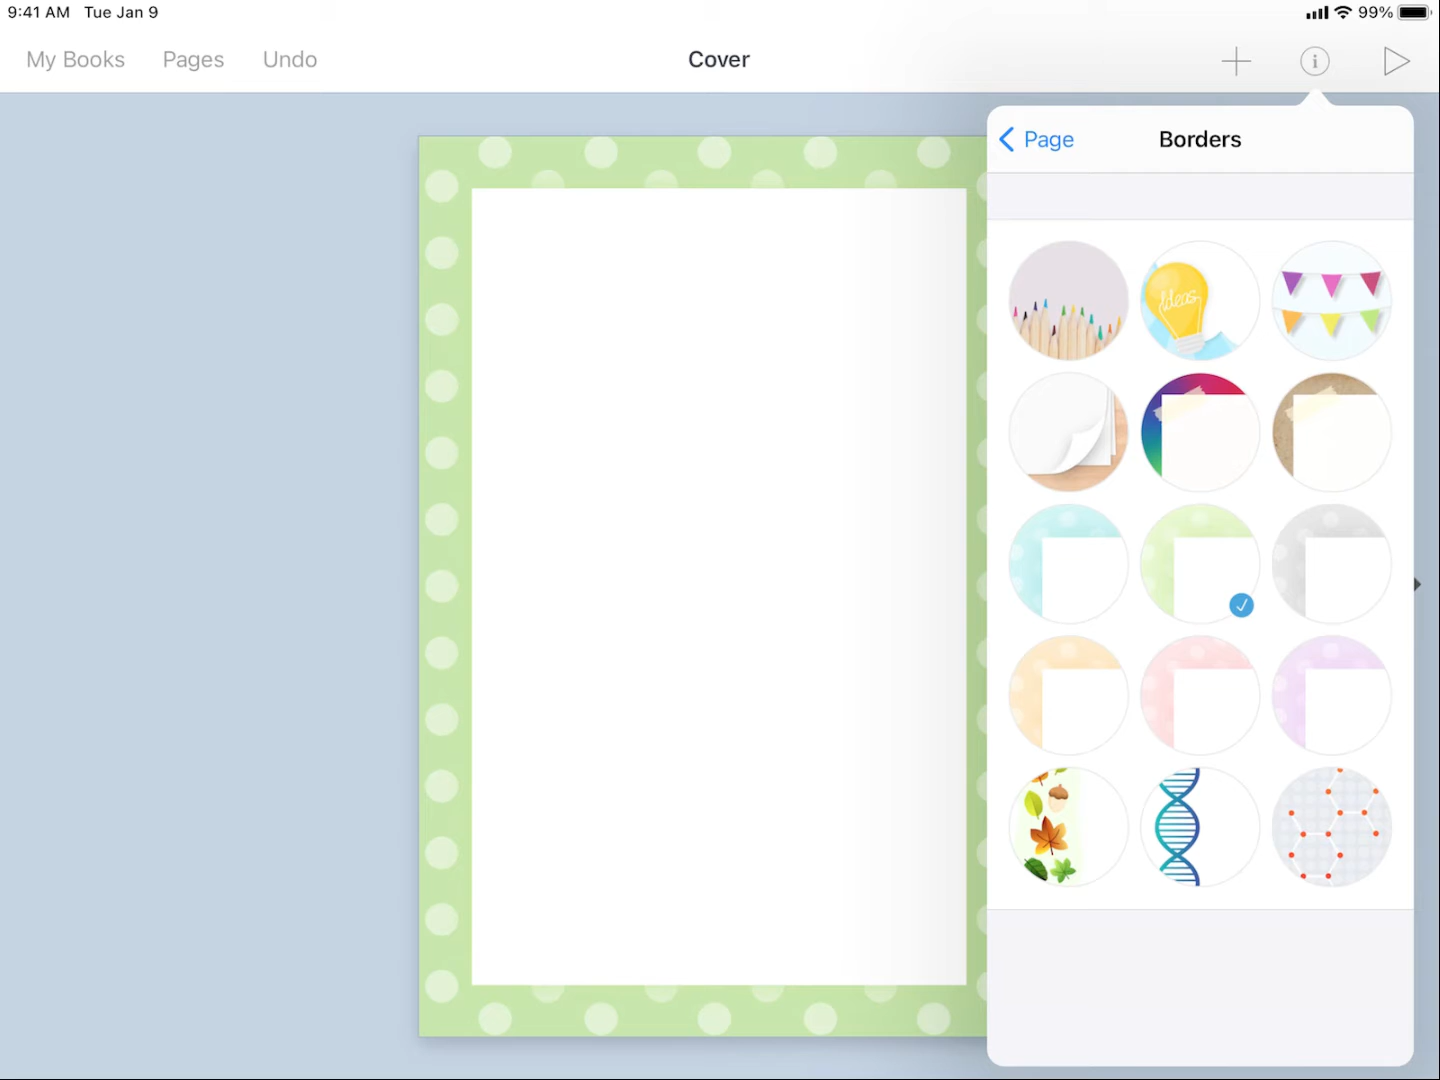 9:41 AM Tue Jan 9
99%
My Books Pages Undo
Cover
Page
Borders
Ideas